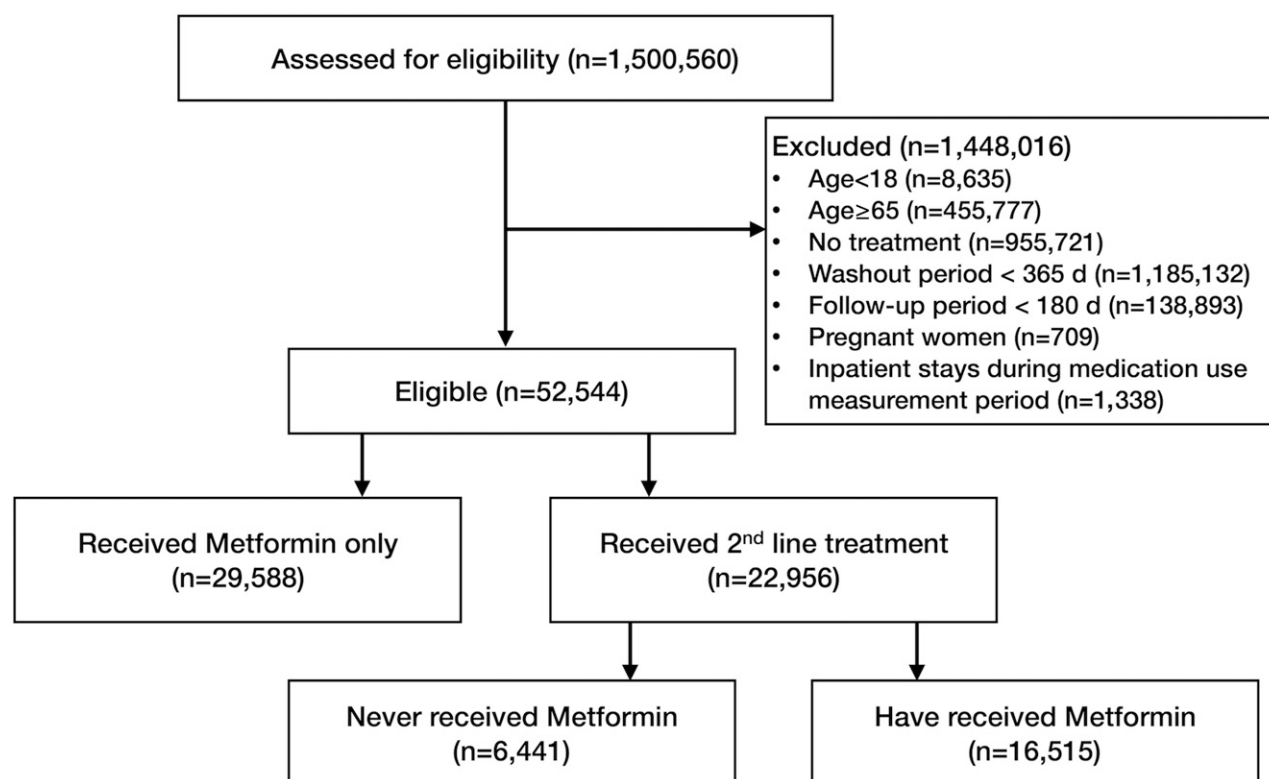 Assessed for eligibility (n=1,500,560)
Excluded (n=1,448,016)
• Age<18 (n=8,635)
• Age≥65 (n=455,777)
• No treatment (n=955,721)
• Washout period < 365 d (n=1,185,132)
• Follow-up period < 180 d (n=138,893)
• Pregnant women (n=709)
• Inpatient stays during medication use
measurement period (n=1,338)
Eligible (n=52,544)
Received Metformin only
(n=29,588)
Received 2nd line treatment
(n=22,956)
Never received Metformin
(n=6,441)
Have received Metformin
(n=16,515)